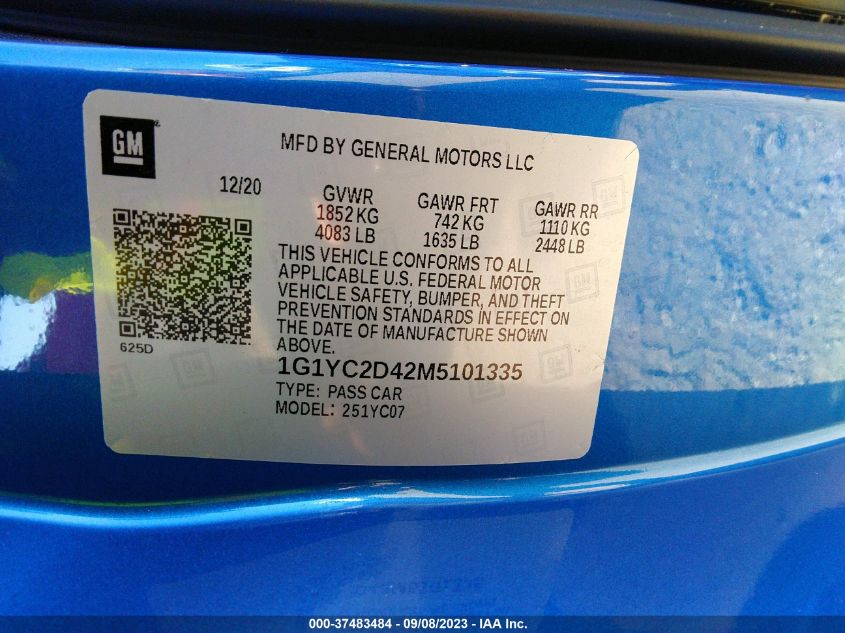 GM
MFD BY GENERAL MOTORS LLC
12/20
GVWR
1852 KG
4083 LB
GAWR FRT
742 KG
1635 LB
GAWR RR
1110 KG
2448 LB
THIS VEHICLE CONFORMS TO ALL
APPLICABLE U.S. FEDERAL MOTOR
VEHICLE SAFETY, BUMPER, AND THEFT
PREVENTION STANDARDS IN EFFECT ON
THE DATE OF MANUFACTURE SHOWN
ABOVE.
625D
1G1YC2D42M5101335
TYPE: PASS CAR
MODEL: 251YC07
000-37483484 - 09/08/2023 - IAA Inc.